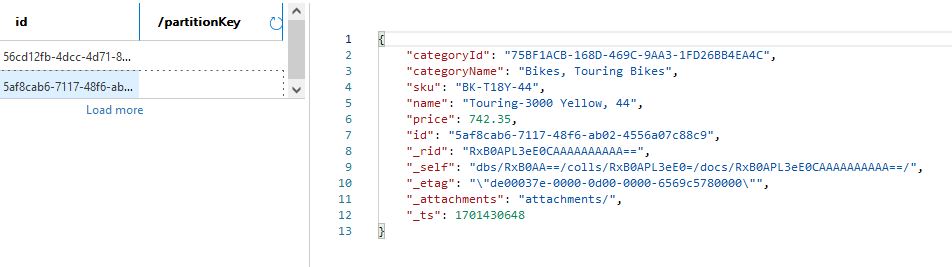 id /partitionKey
56cd12fb-4dcc-4d71-8...
5af8cab6-7117-48f6-ab...
Load more
1 {
2 "categoryId": "75BF1ACB-168D-469C-9AA3-1FD26BB4EA4C",
3 "categoryName": "Bikes, Touring Bikes",
4 "sku": "BK-T18Y-44",
5 "name": "Touring-3000 Yellow, 44",
6 "price": 742.35,
7 "id": "5af8cab6-7117-48f6-ab02-4556a07c88c9",
8 "_rid": "RxB0APL3eE0CAAAAAAAAAA==",
9 "_self": "dbs/RxB0AA==/colls/RxB0APL3eE0=/docs/RxB0APL3eE0CAAAAAAAAAA==/",
10 "_etag": "\"de00037e-0000-0d00-0000-6569c5780000\"",
11 "_attachments": "attachments/",
12 "_ts": 1701430648
13 }